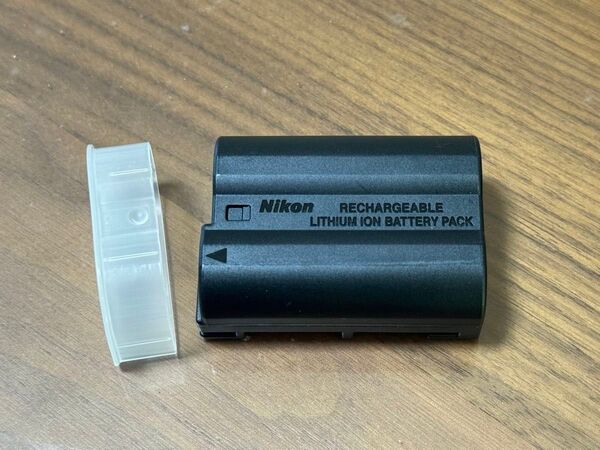 Nikon RECHARGEABLE
LITHIUM ION BATTERY PACK